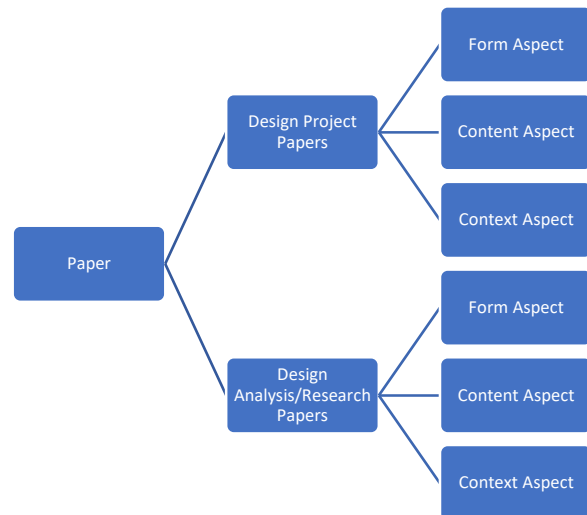 Form Aspect
Design Project
Papers
Content Aspect
Context Aspect
Paper
Form Aspect
Design
Analysis/Research
Papers
Content Aspect
Context Aspect